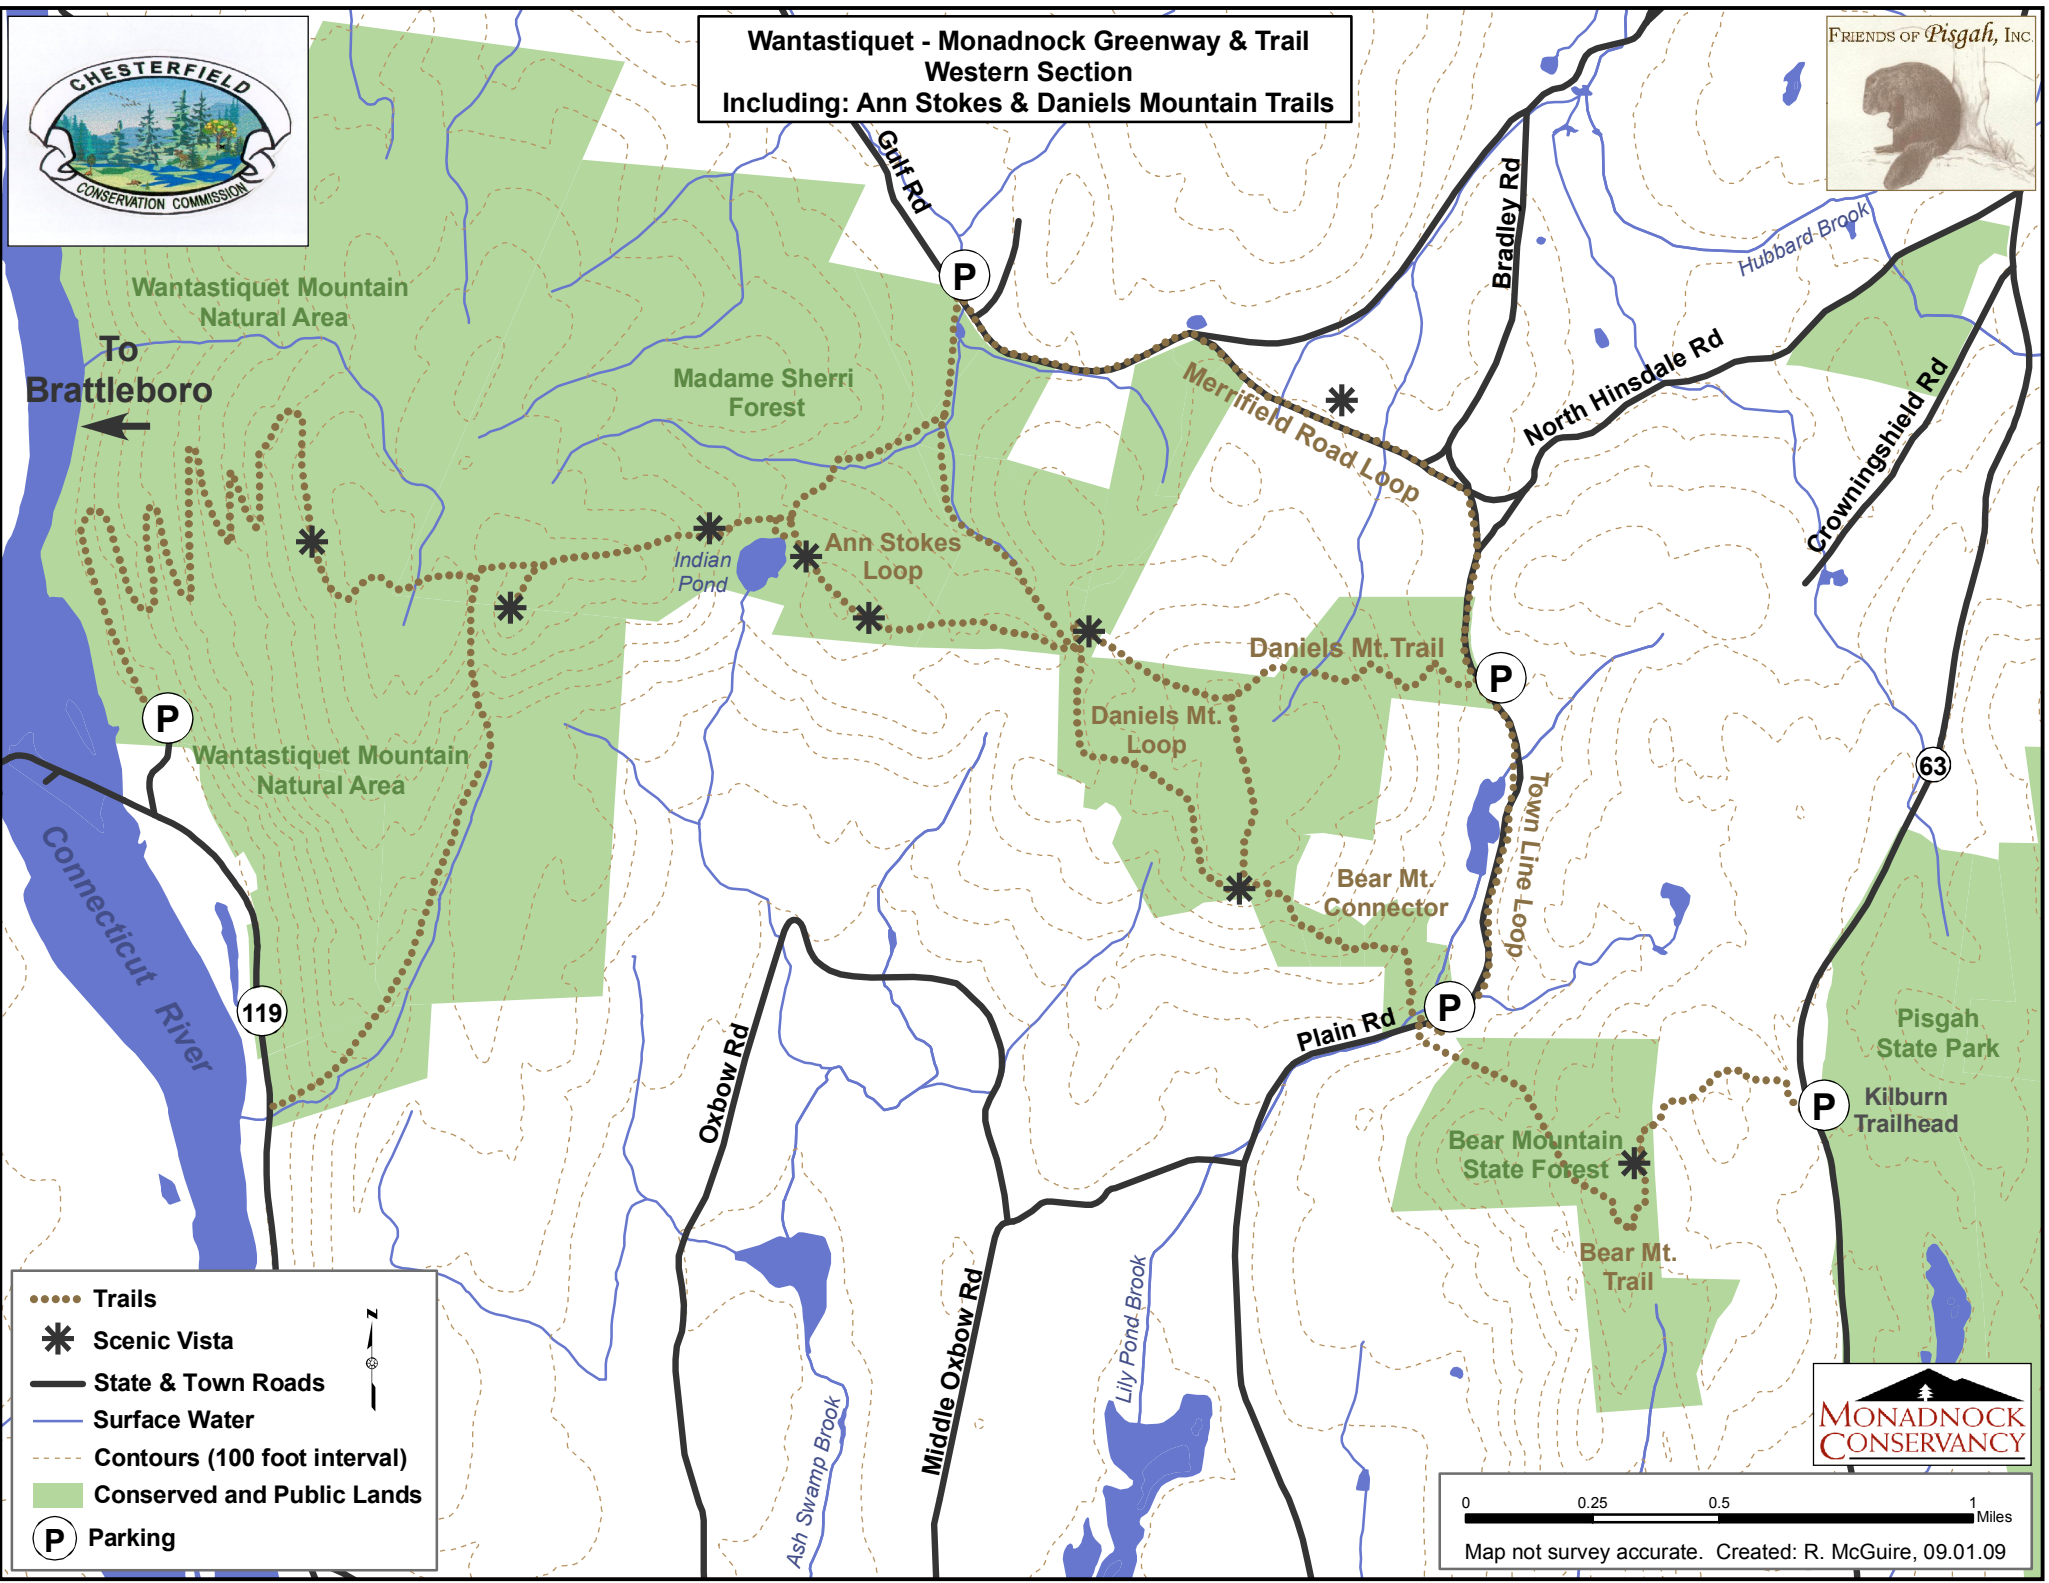 CHESTERFIELD
CONSERVATION COMMISSION
Wantastiquet - Monadnock Greenway & Trail
Western Section
Including: Ann Stokes & Daniels Mountain Trails
FRIENDS OF Pisgah, INC.
Gulf Rd
Bradley Rd
Hubbard Brook
P
Wantastiquet Mountain
Natural Area
To
Brattleboro
Madame Sherri
Forest
Merrifield Road Loop
North Hinsdale Rd
Crowningshield Rd
Indian
Pond
Ann Stokes
Loop
Daniels Mt.Trail
P
P
Daniels Mt.
Loop
Wantastiquet Mountain
Natural Area
63
Town Line Loop
Connecticut River
Bear Mt.
Connector
119
P
Plain Rd
Oxbow Rd
Pisgah
State Park
P
Kilburn
Trailhead
Bear Mountain
State Forest
Bear Mt.
Trail
Middle Oxbow Rd
Lily Pond Brook
Ash Swamp Brook
Trails
Scenic Vista
State & Town Roads
Surface Water
Contours (100 foot interval)
Conserved and Public Lands
P Parking
N
MONADNOCK
CONSERVANCY
0 0.25 0.5 1
Miles
Map not survey accurate. Created: R. McGuire, 09.01.09